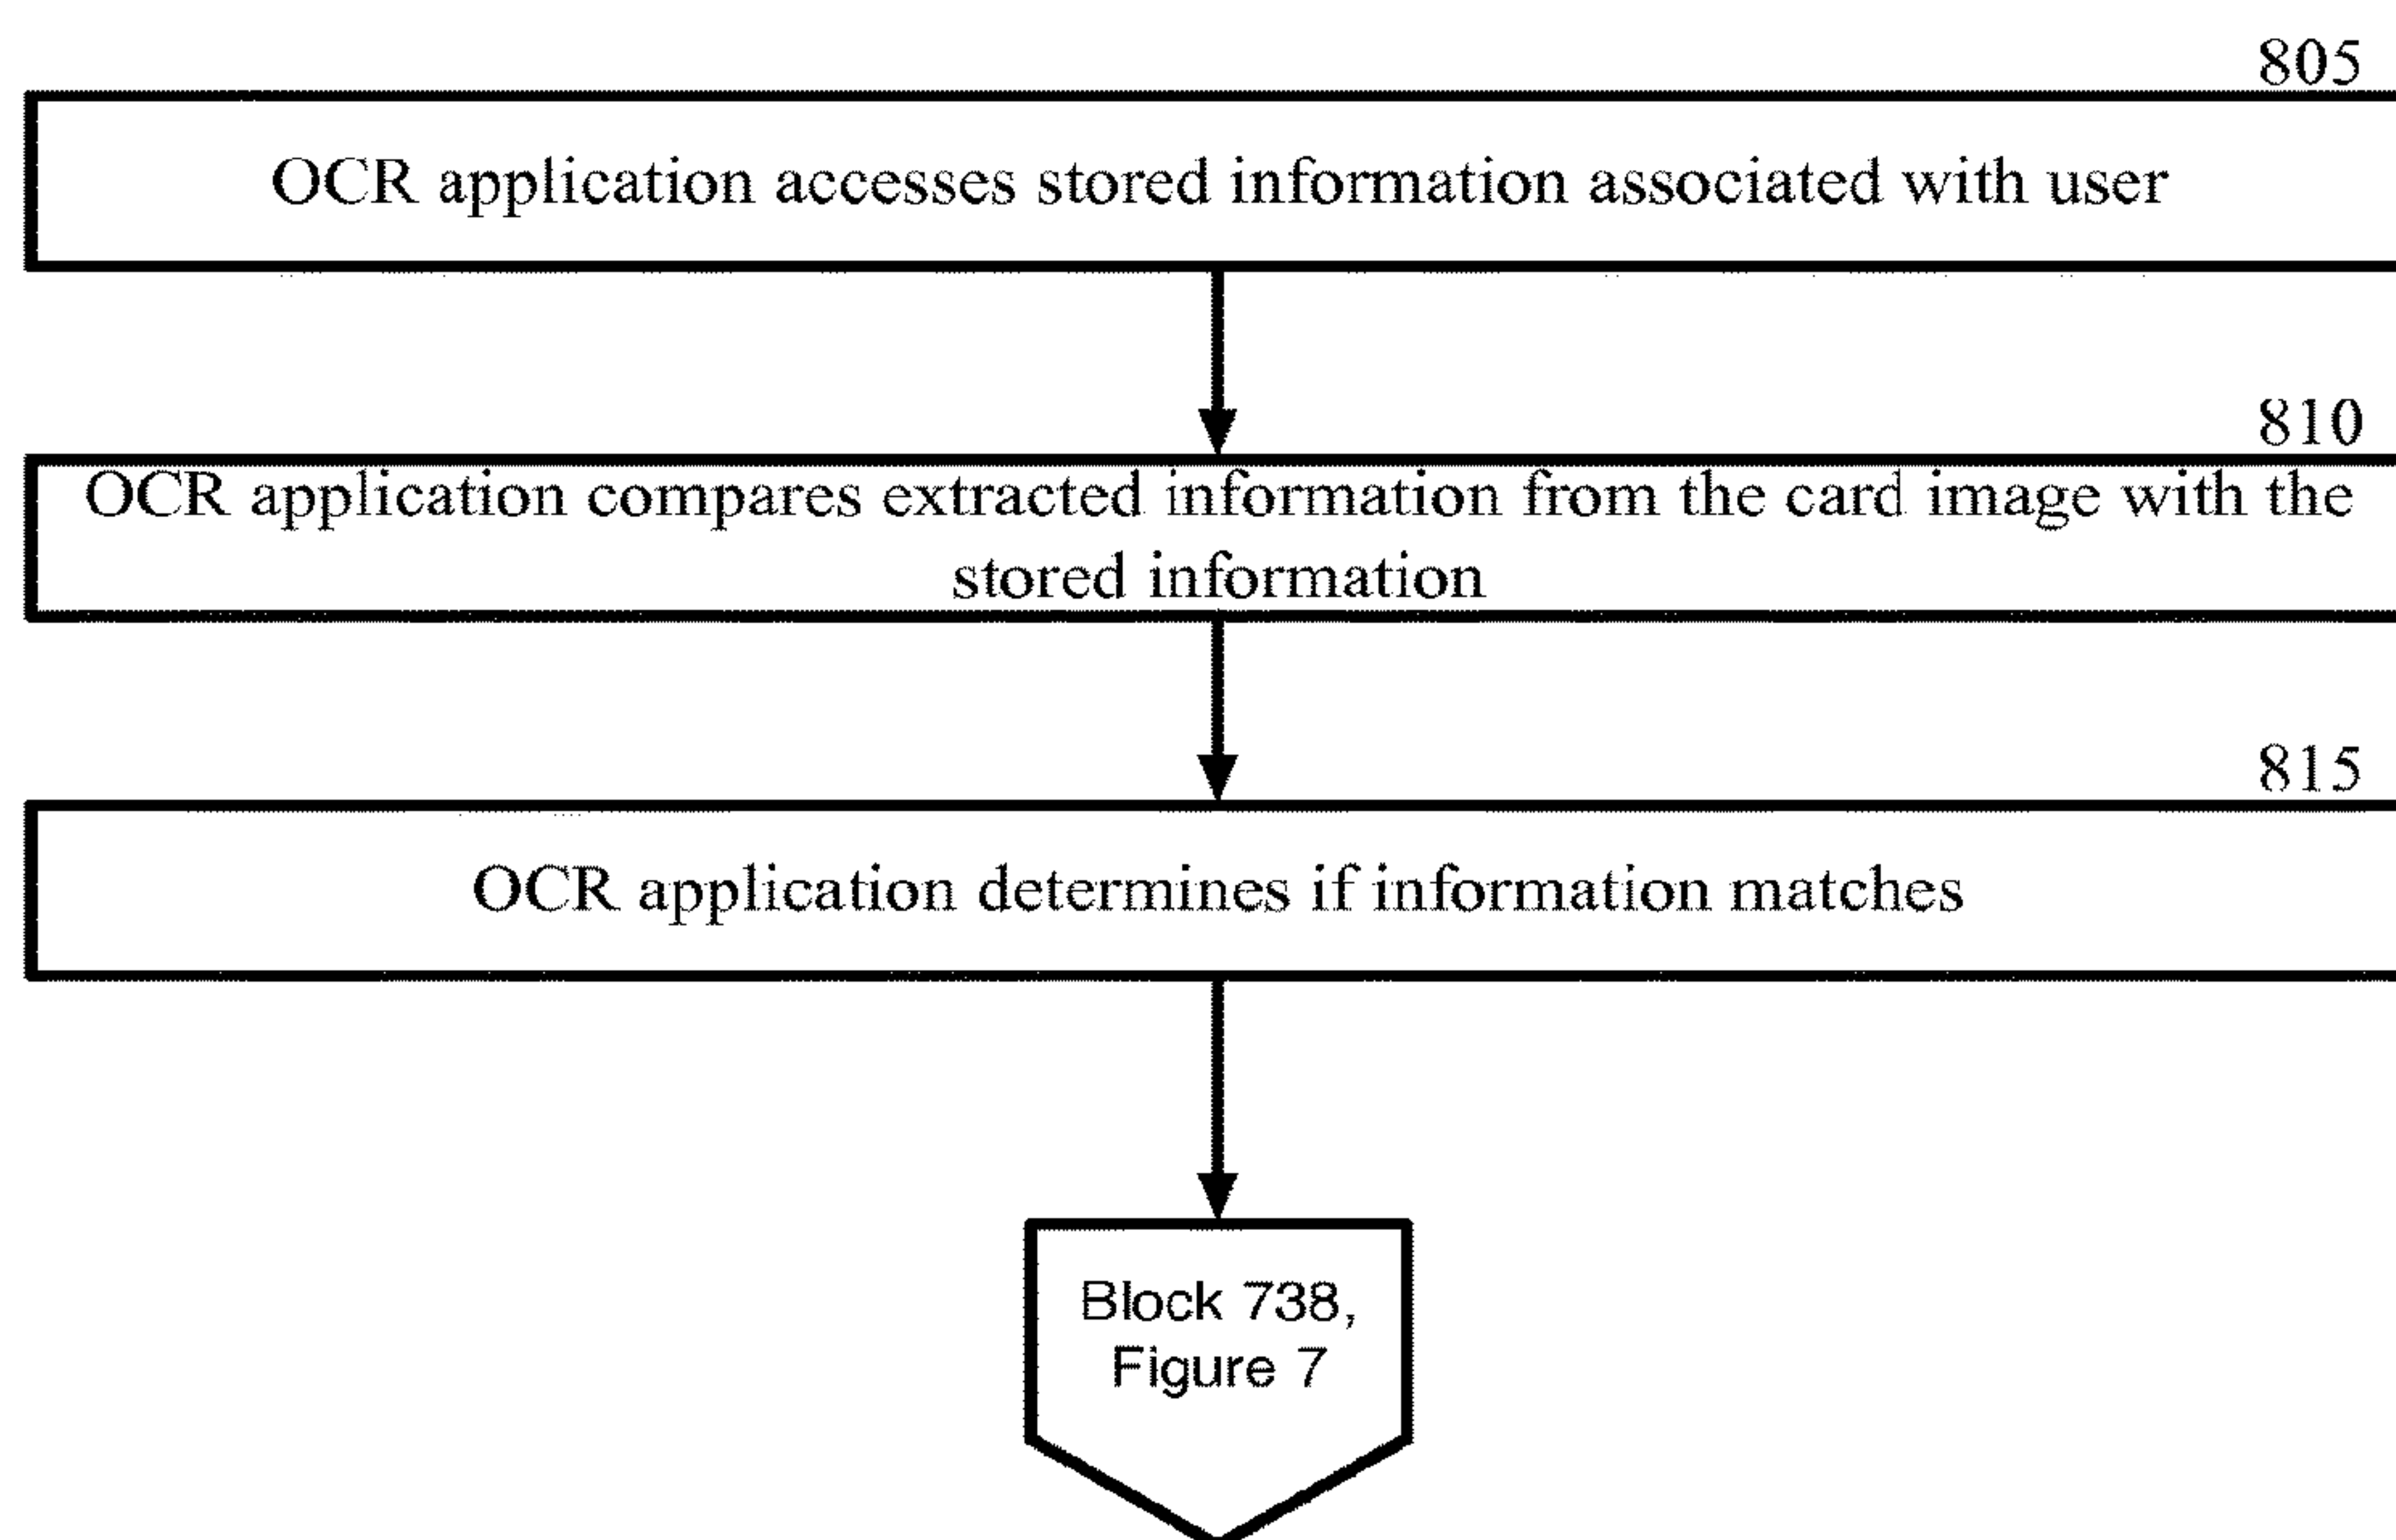 805
OCR application accesses stored information associated with user
810
OCR application compares extracted information from the card image with the
stored information
815
OCR application determines if information matches
Block 738,
Figure 7